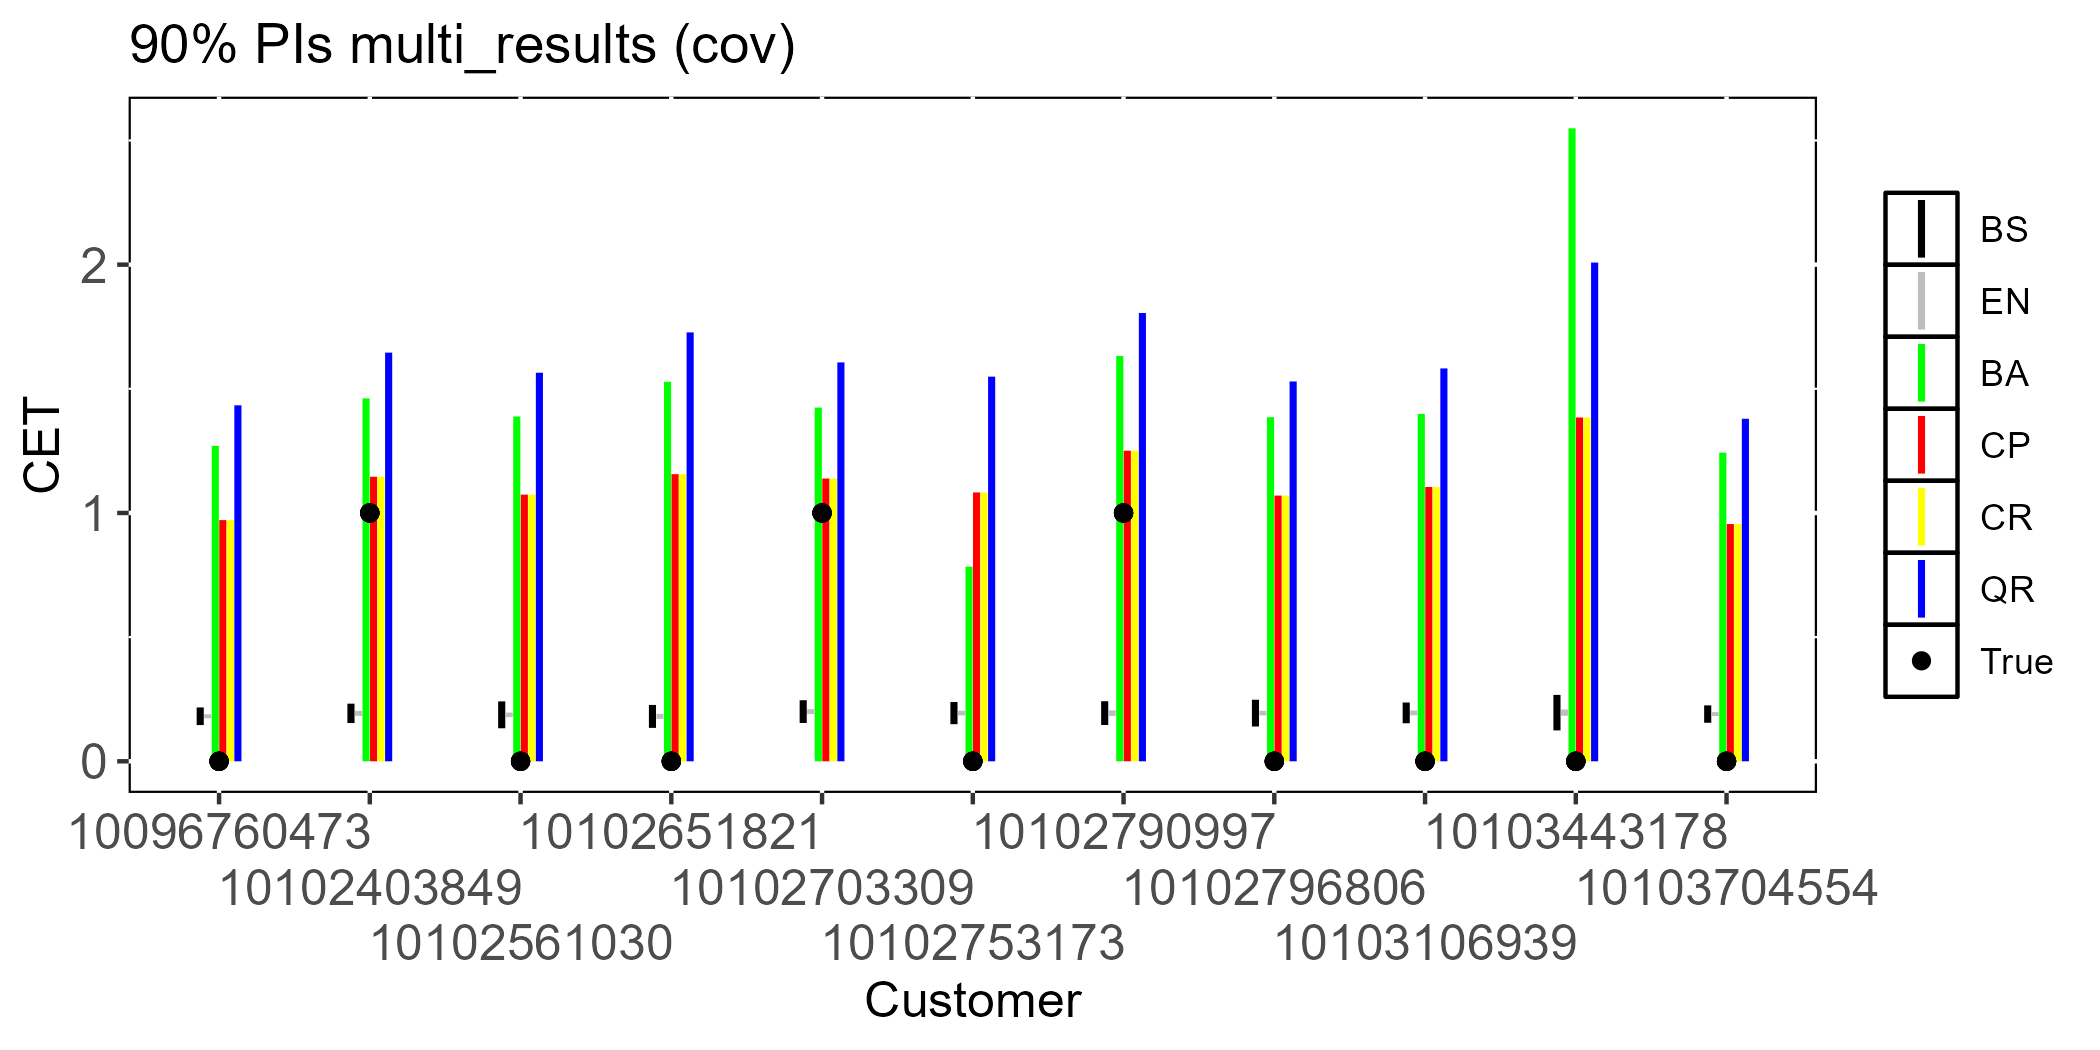 90% PIs multi_results (cov)
CET
2
1
0
10096760473
10102651821
10102790997
10103443178
10102403849
10102703309
10102796806
10103704554
10102561030
10102753173
10103106939
Customer
BS
EN
BA
CP
CR
QR
True